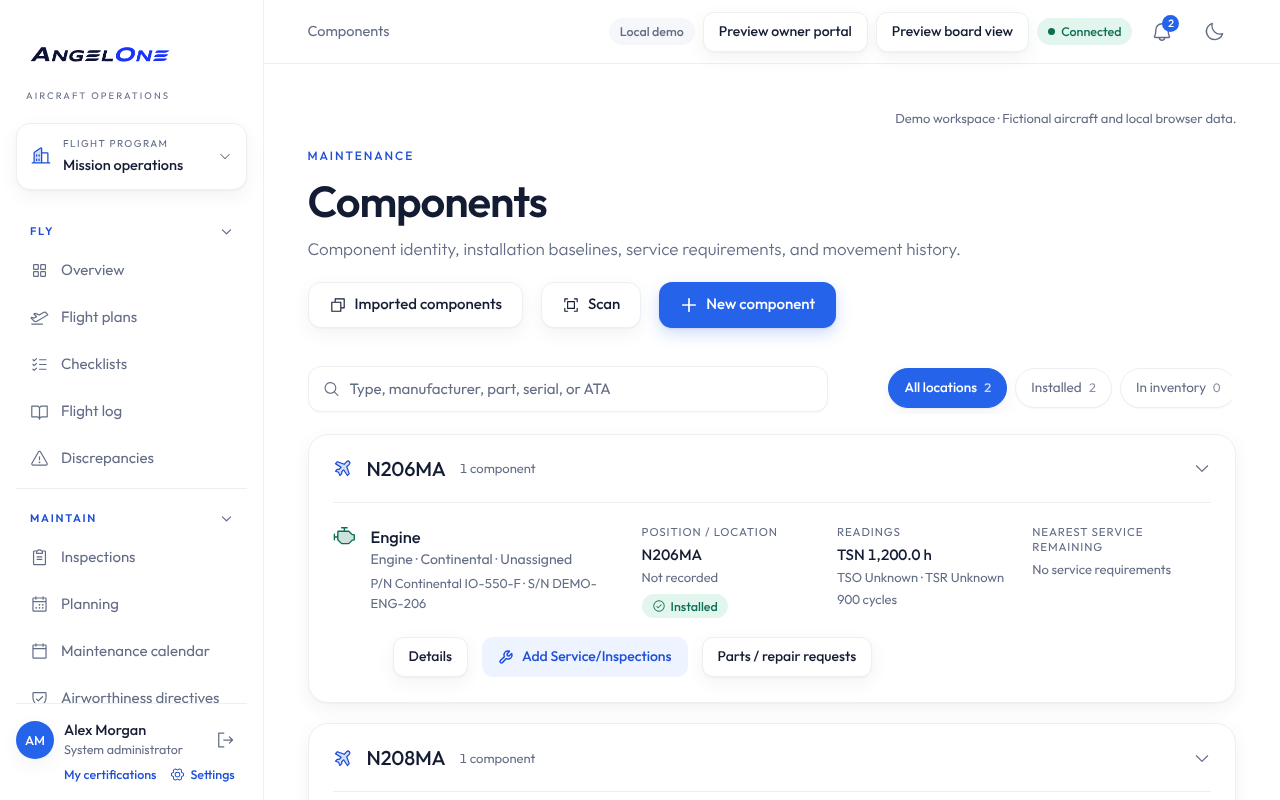 ANGELONE
AIRCRAFT OPERATIONS
FLIGHT PROGRAM
Mission operations
FLY
Overview
Flight plans
Checklists
Flight log
Discrepancies
MAINTAIN
Inspections
Planning
Maintenance calendar
Airworthiness directives
AM
Alex Morgan
System administrator
My certifications
Settings
Components
Local demo
Preview owner portal
Preview board view
Connected
2
Demo workspace · Fictional aircraft and local browser data.
MAINTENANCE
Components
Component identity, installation baselines, service requirements, and movement history.
Imported components
Scan
New component
Type, manufacturer, part, serial, or ATA
All locations 2
Installed 2
In inventory 0
N206MA 1 component
Engine
Engine · Continental · Unassigned
P/N Continental IO-550-F · S/N DEMO-
ENG-206
POSITION / LOCATION
N206MA
Not recorded
Installed
READINGS
TSN 1,200.0 h
TSO Unknown · TSR Unknown
900 cycles
NEAREST SERVICE
REMAINING
No service requirements
Details
Add Service/Inspections
Parts / repair requests
N208MA 1 component